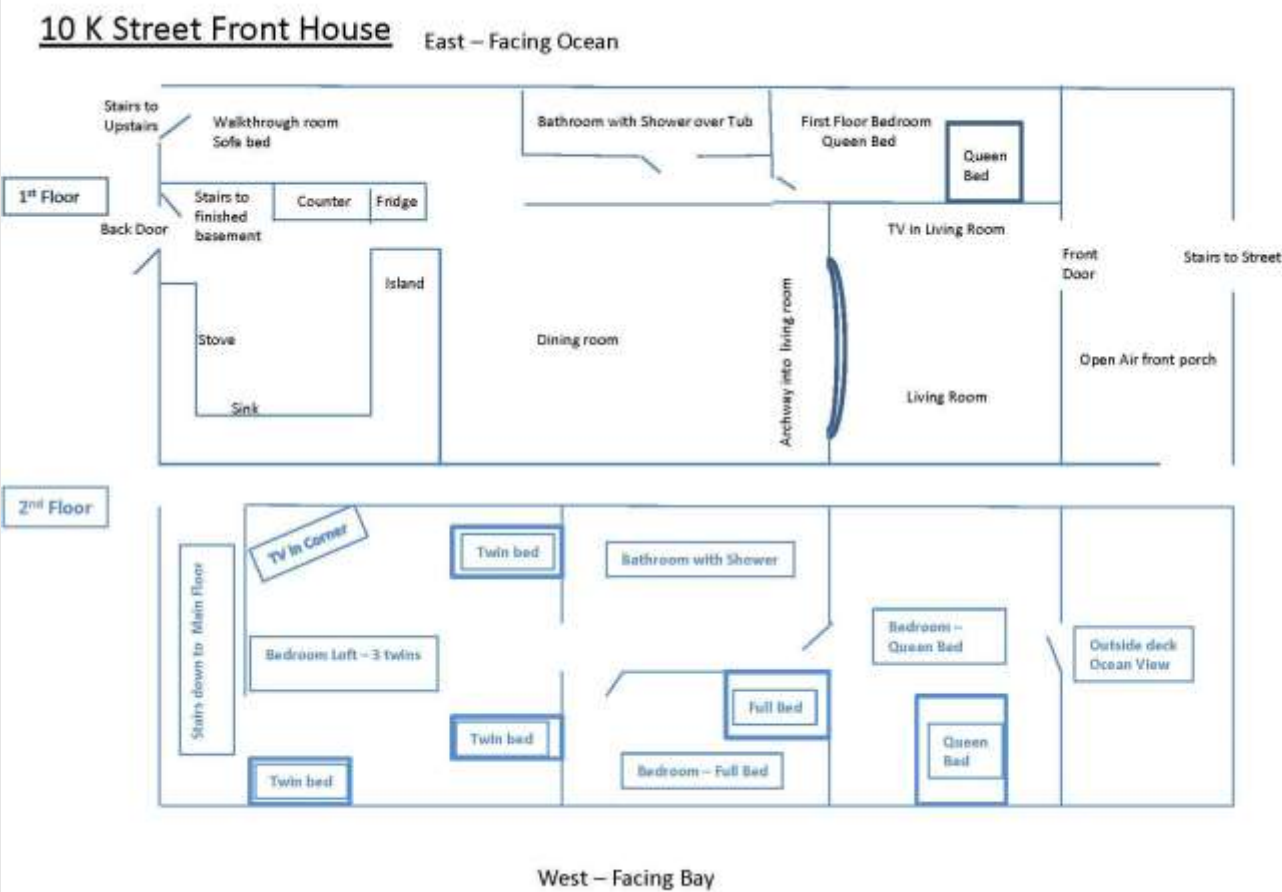 10 K Street Front House
East – Facing Ocean
Stairs to
Upstairs
Walkthrough room
Sofa bed
Bathroom with Shower over Tub
First Floor Bedroom
Queen Bed
Queen
Bed
1st Floor
Stairs to
finished
basement
Counter
Fridge
Back Door
TV in Living Room
Front
Door
Stairs to Street
Island
Stove
Dining room
Archway into living room
Open Air front porch
Sink
Living Room
2nd Floor
TV in Corner
Twin bed
Bathroom with Shower
Stairs down to Main Floor
Bedroom Loft – 3 twins
Bedroom –
Queen Bed
Outside deck
Ocean View
Full Bed
Twin bed
Queen
Bed
Twin bed
Bedroom – Full Bed
West – Facing Bay